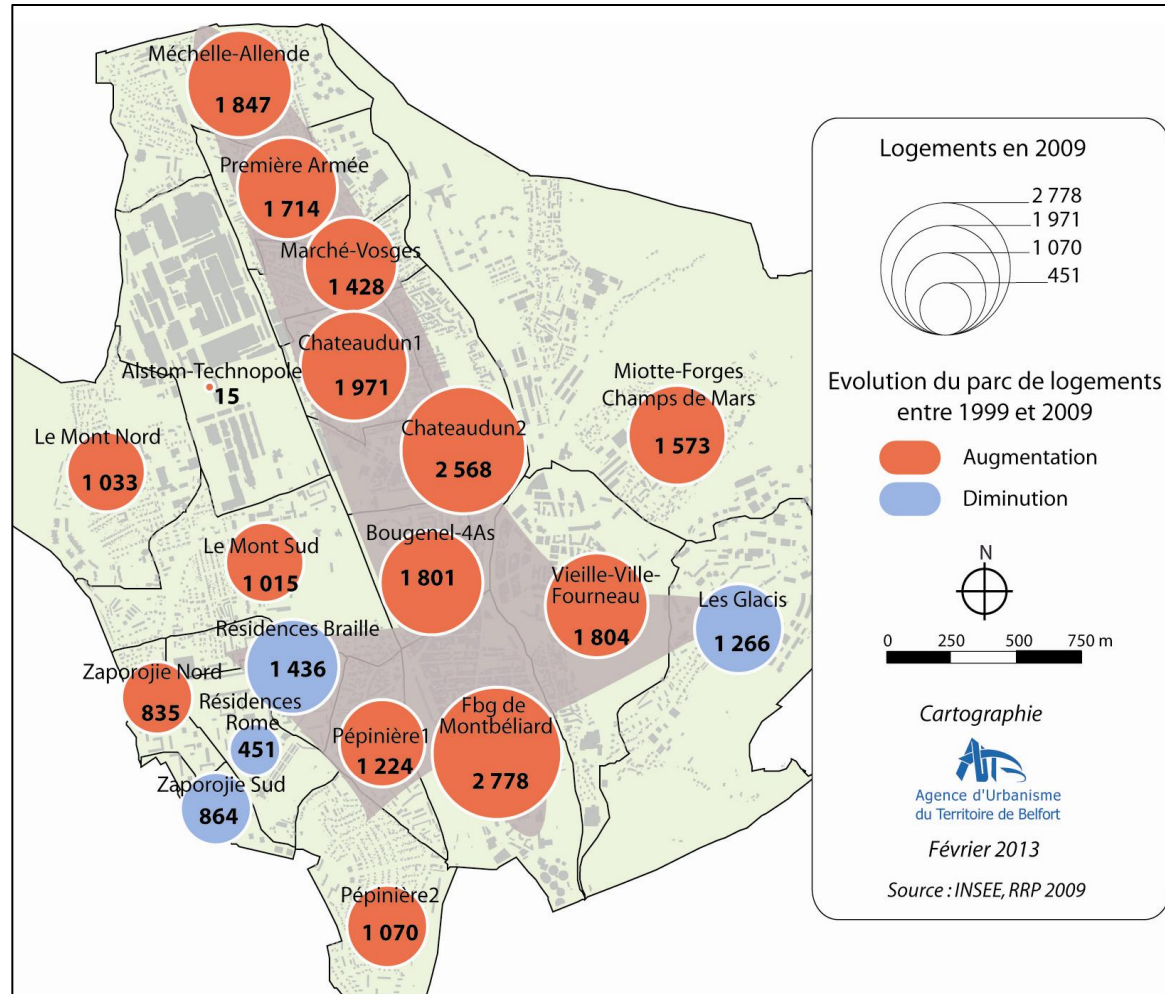 Méchelle-Allende
1 847
Première Armée
1 714
Marché-Vosges
1 428
Chateaudun1
1 971
Alstom-Technopole
15
Miotte-Forges
Champs de Mars
1 573
Chateaudun2
2 568
Le Mont Nord
1 033
Le Mont Sud
1 015
Bougenel-4As
1 801
Vieille-Ville-
Fourneau
1 804
Les Glacis
1 266
Résidences Braille
1 436
Zaporojie Nord
835
Résidences
Rome
451
Pépinière1
1 224
Fbg de
Montbéliard
2 778
Zaporojie Sud
864
Pépinière2
1 070
Logements en 2009
2 778
1 971
1 070
451
Evolution du parc de logements
entre 1999 et 2009
Augmentation
Diminution
N
0 250 500 750 m
Cartographie
AUTB
Agence d'Urbanisme
du Territoire de Belfort
Février 2013
Source : INSEE, RRP 2009